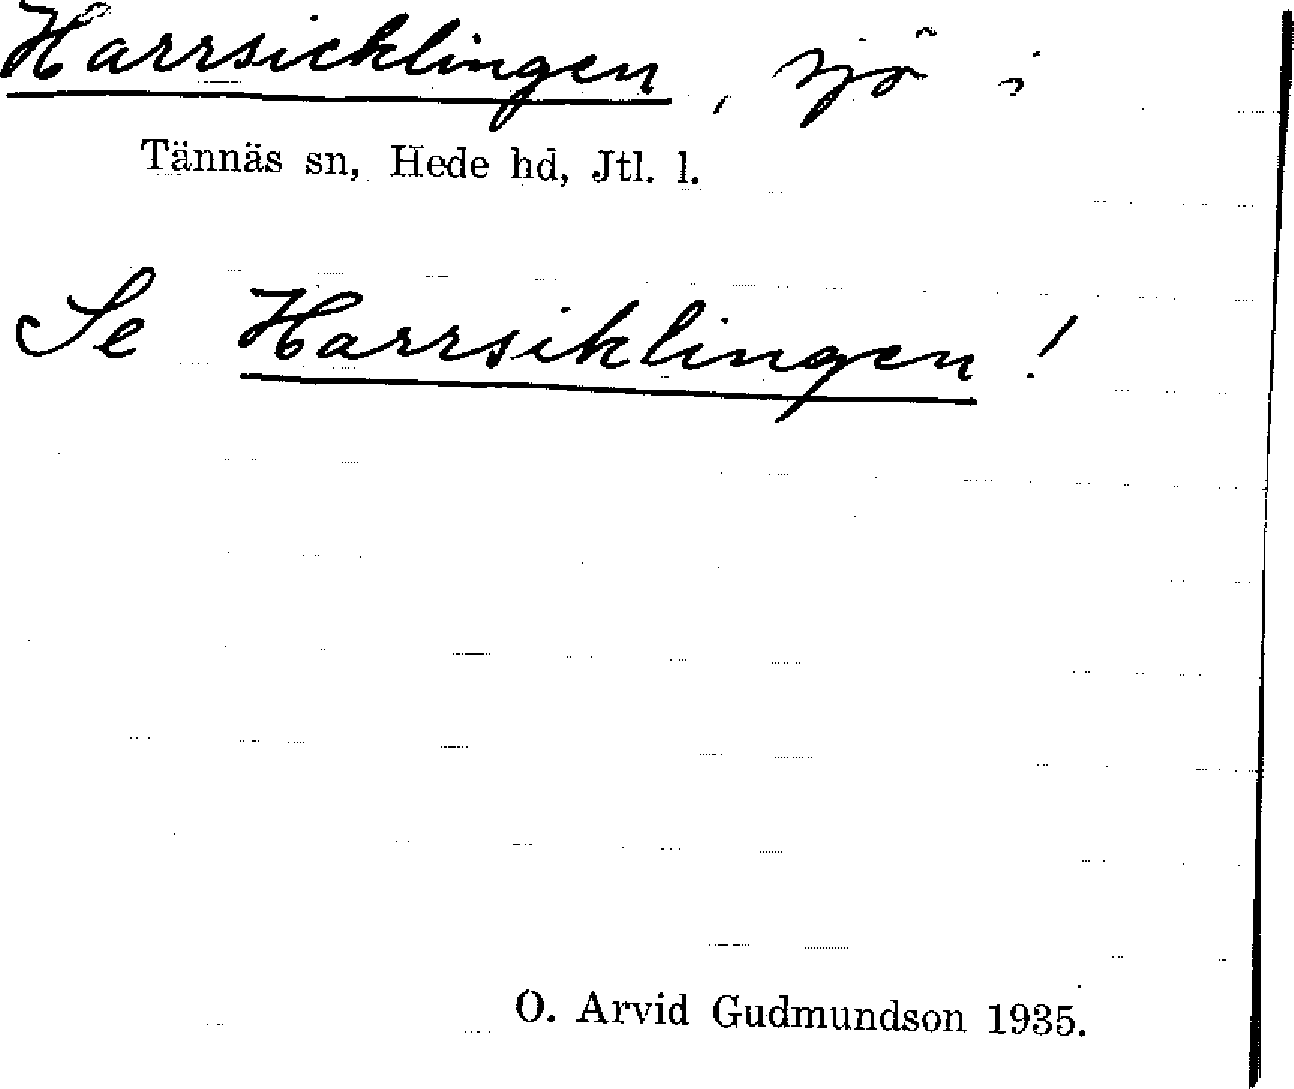 Harrsicklingen, sjö i
Tännäs sn, Hede hd, Jtl. l.
Se Harrsiklingen!
O. Arvid Gudmundson 1935.